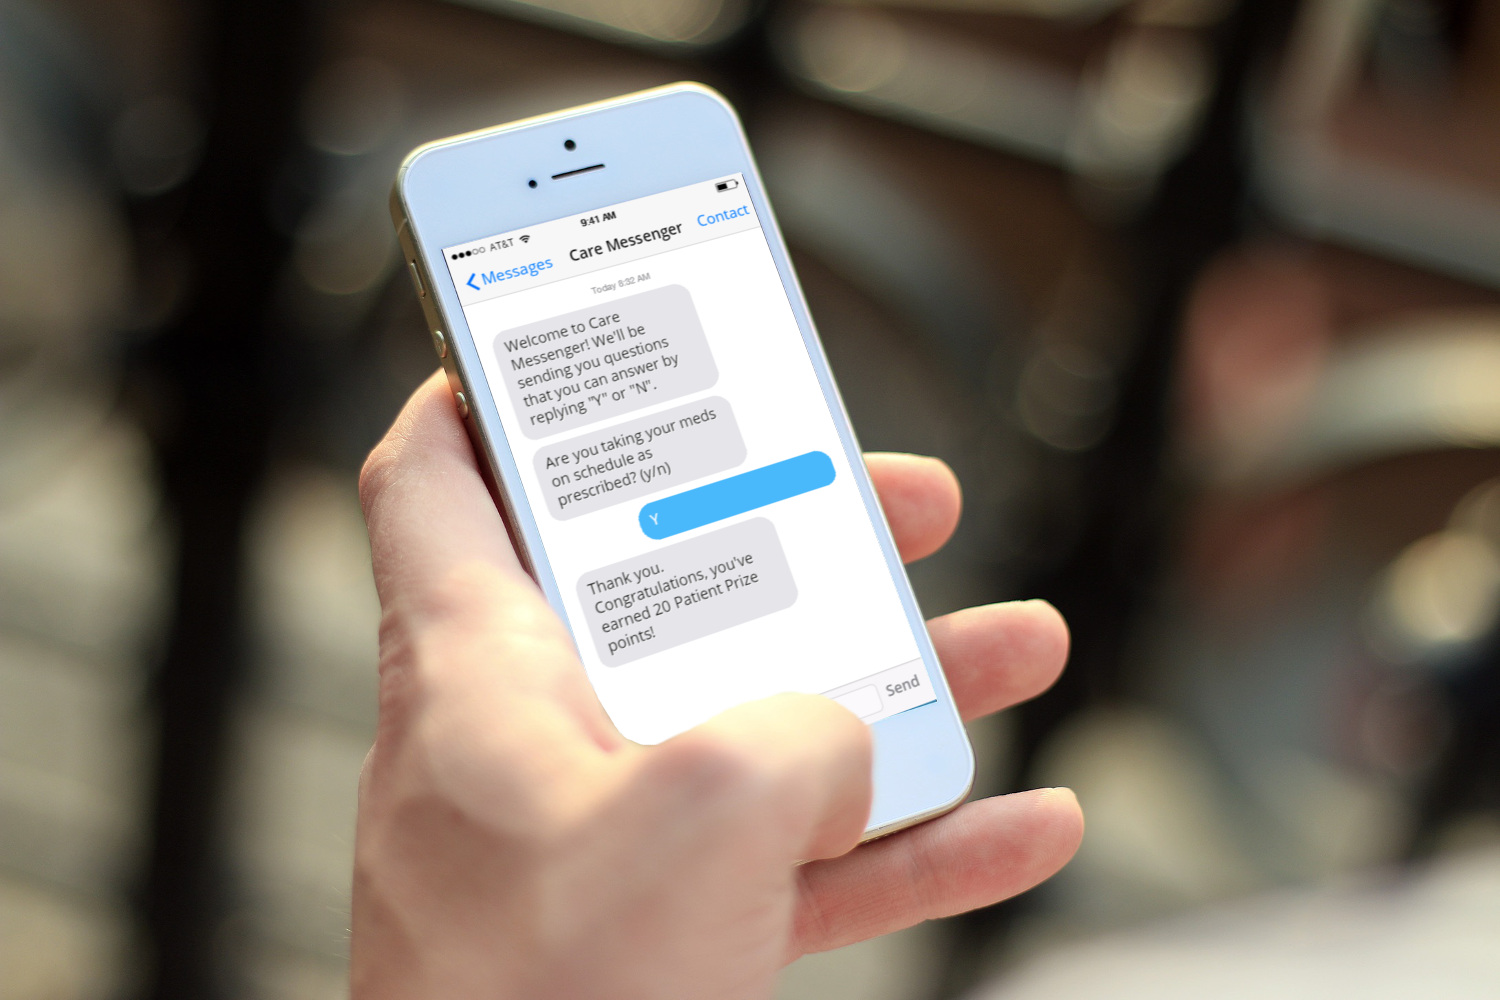 AT&T 9:41 AM
Messages Care Messenger Contact
Today 8:32 AM
Welcome to Care
Messenger! We'll be
sending you questions
that you can answer by
replying "Y" or "N".
Are you taking your meds
on schedule as
prescribed? (y/n)
Y
Thank you.
Congratulations, you've
earned 20 Patient Prize
points!
Send